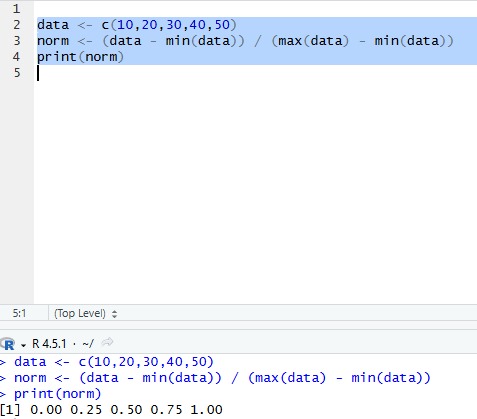 1
2 data <- c(10,20,30,40,50)
3 norm <- (data - min(data)) / (max(data) - min(data))
4 print(norm)
5
5:1 (Top Level)
R R 4.5.1 · ~/
> data <- c(10,20,30,40,50)
> norm <- (data - min(data)) / (max(data) - min(data))
> print(norm)
[1] 0.00 0.25 0.50 0.75 1.00